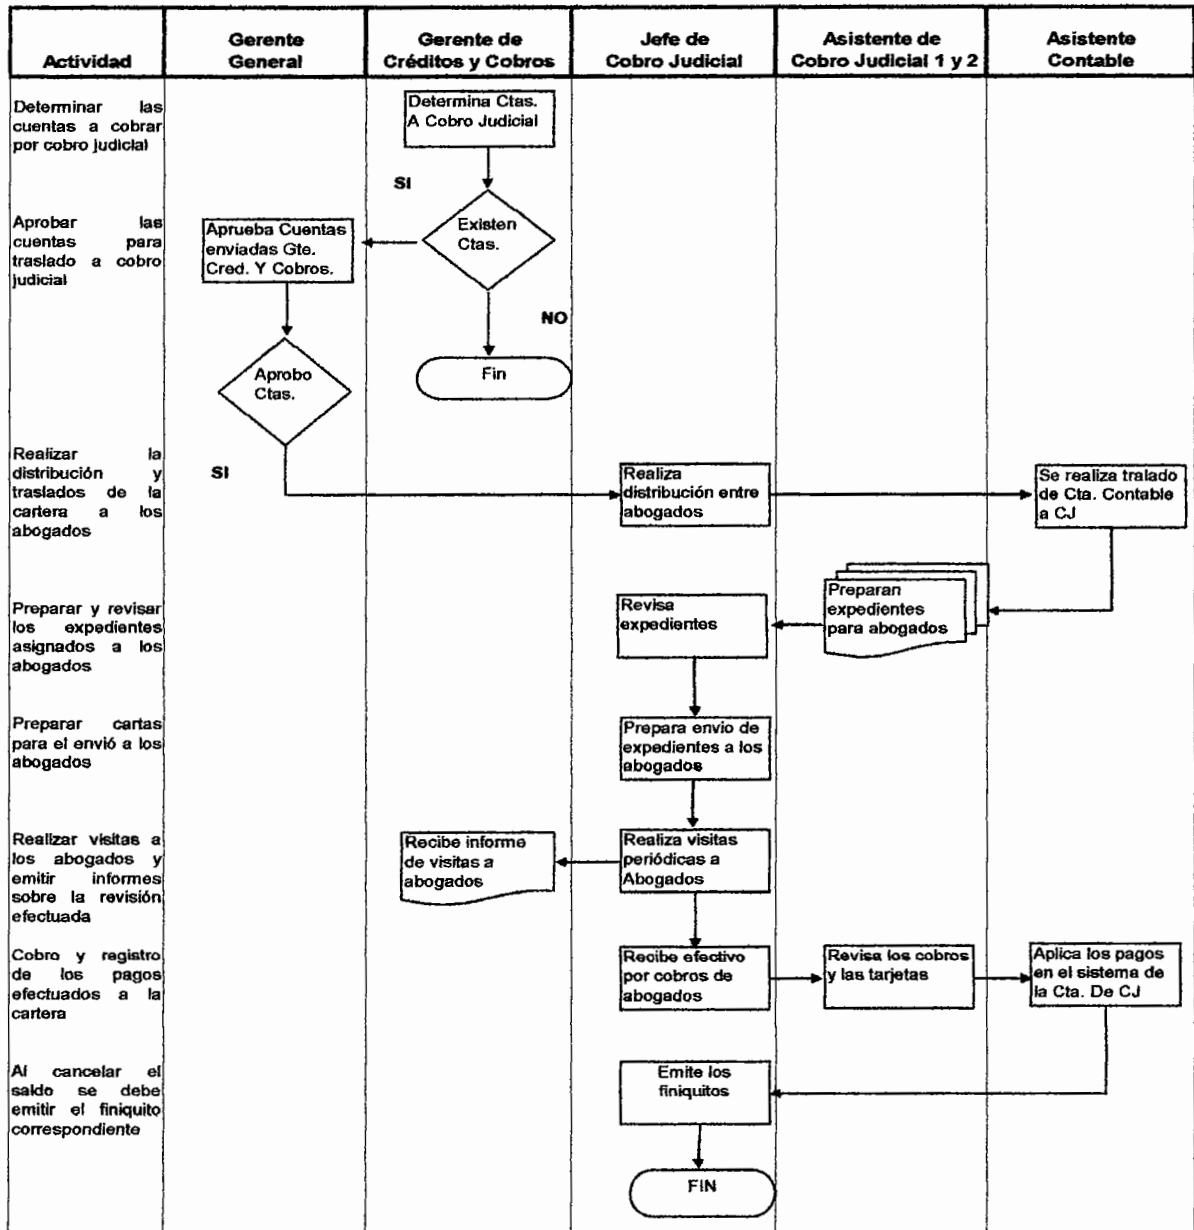 Actividad
Gerente
General
Gerente de
Créditos y Cobros
Jefe de
Cobro Judicial
Asistente de
Cobro Judicial 1 y 2
Asistente
Contable
Determinar las
cuentas a cobrar
por cobro judicial
Determina Ctas.
A Cobro Judicial
SI
Aprobar las
cuentas para
traslado a cobro
judicial
Aprueba Cuentas
enviadas Gte.
Cred. Y Cobros.
Existen
Ctas.
NO
Aprobo
Ctas.
Fin
Realizar la
distribución y
traslados de la
cartera a los
abogados
SI
Realiza
distribución entre
abogados
Se realiza tralado
de Cta. Contable
a CJ
Preparar y revisar
los expedientes
asignados a los
abogados
Revisa
expedientes
Preparan
expedientes
para abogados
Preparar cartas
para el envió a los
abogados
Prepara envio de
expedientes a los
abogados
Realizar visitas a
los abogados y
emitir informes
sobre la revisión
efectuada
Recibe informe
de visitas a
abogados
Realiza visitas
periódicas a
Abogados
Cobro y registro
de los pagos
efectuados a la
cartera
Recibe efectivo
por cobros de
abogados
Revisa los cobros
y las tarjetas
Aplica los pagos
en el sistema de
la Cta. De CJ
Al cancelar el
saldo se debe
emitir el finiquito
correspondiente
Emite los
finiquitos
FIN